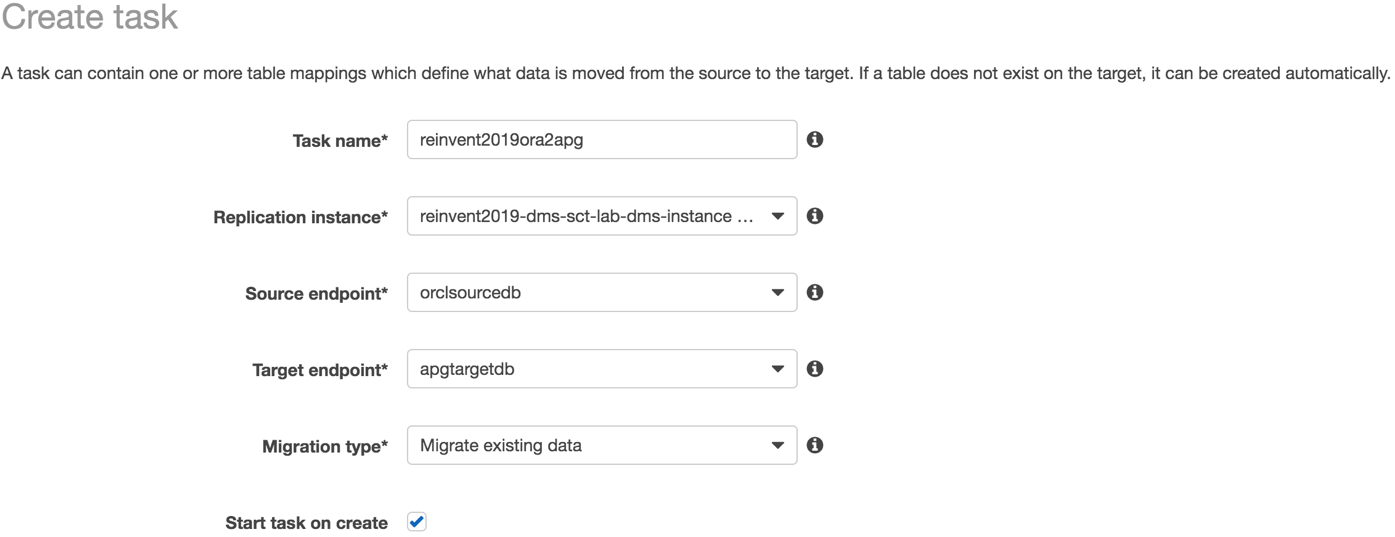 Create task
A task can contain one or more table mappings which define what data is moved from the source to the target. If a table does not exist on the target, it can be created automatically.
Task name* reinvent2019ora2apg
Replication instance* reinvent2019-dms-sct-lab-dms-instance ...
Source endpoint* orclsourcedb
Target endpoint* apgtargetdb
Migration type* Migrate existing data
Start task on create